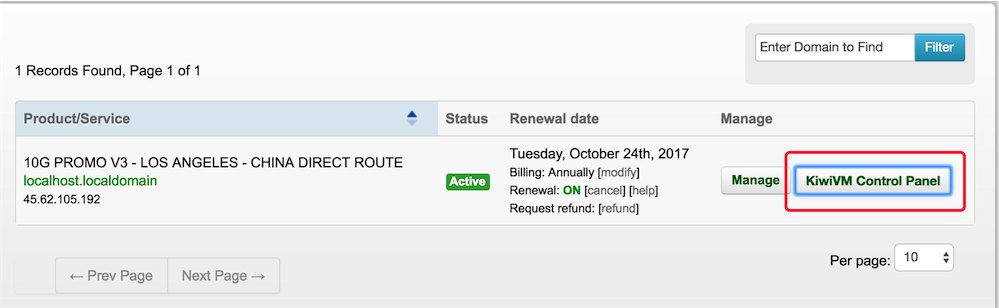 Enter Domain to Find Filter
1 Records Found, Page 1 of 1
Product/Service Status Renewal date Manage
10G PROMO V3 - LOS ANGELES - CHINA DIRECT ROUTE
localhost.localdomain
45.62.105.192
Active
Tuesday, October 24th, 2017
Billing: Annually [modify]
Renewal: ON [cancel] [help]
Request refund: [refund]
Manage KiwiVM Control Panel
Per page: 10
← Prev Page Next Page →